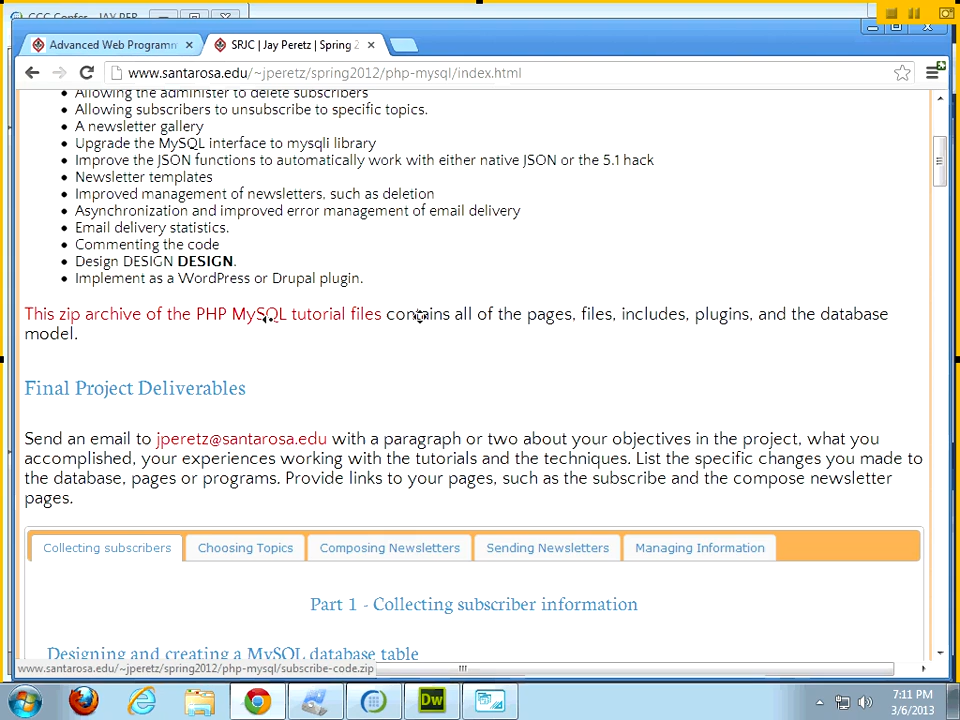 CCC Confer - JAY PER
Advanced Web Programm
SRJC | Jay Peretz | Spring 2
www.santarosa.edu/~jperetz/spring2012/php-mysql/index.html
Allowing the administer to delete subscribers
Allowing subscribers to unsubscribe to specific topics.
A newsletter gallery
Upgrade the MySQL interface to mysqli library
Improve the JSON functions to automatically work with either native JSON or the 5.1 hack
Newsletter templates
Improved management of newsletters, such as deletion
Asynchronization and improved error management of email delivery
Email delivery statistics.
Commenting the code
Design DESIGN DESIGN.
Implement as a WordPress or Drupal plugin.
This zip archive of the PHP MySQL tutorial files contains all of the pages, files, includes, plugins, and the database
model.
Final Project Deliverables
Send an email to jperetz@santarosa.edu with a paragraph or two about your objectives in the project, what you
accomplished, your experiences working with the tutorials and the techniques. List the specific changes you made to
the database, pages or programs. Provide links to your pages, such as the subscribe and the compose newsletter
pages.
Collecting subscribers Choosing Topics Composing Newsletters Sending Newsletters Managing Information
Part 1 - Collecting subscriber information
Designing and creating a MySQL database table
www.santarosa.edu/~jperetz/spring2012/php-mysql/subscribe-code.zip
Dw
7:11 PM
3/6/2013